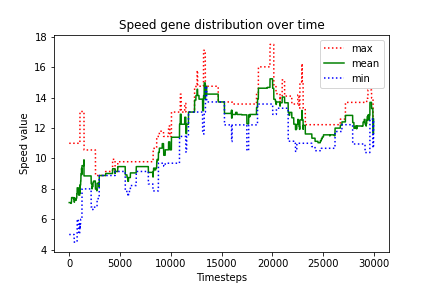 Speed gene distribution over time
18
16
14
12
10
8
6
4
Speed value
max
mean
min
0 5000 10000 15000 20000 25000 30000
Timesteps